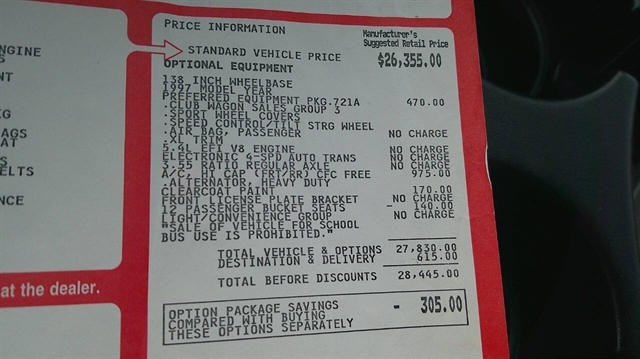 NGINE
S
NT
G
AGS
AT
S
ELTS
NCE
at the dealer.
PRICE INFORMATION
Manufacturer's
Suggested Retail Price
STANDARD VEHICLE PRICE $26,355.00
OPTIONAL EQUIPMENT
138 INCH WHEELBASE
1997 MODEL YEAR
PREFERRED EQUIPMENT PKG.721A 470.00
.CLUB WAGON SALES GROUP 3
.SPORT WHEEL COVERS
.SPEED CONTROL/TILT STRG WHEEL
.AIR BAG, PASSENGER NO CHARGE
.XL TRIM
5.4L EFI V8 ENGINE NO CHARGE
ELECTRONIC 4-SPD AUTO TRANS NO CHARGE
3.55 RATIO REGULAR AXLE NO CHARGE
A/C, HI CAP (FRT/RR) CFC FREE 975.00
.ALTERNATOR, HEAVY DUTY
CLEARCOAT PAINT 170.00
FRONT LICENSE PLATE BRACKET NO CHARGE
12 PASSENGER BUCKET SEATS - 140.00
LIGHT/CONVENIENCE GROUP NO CHARGE
"SALE OF VEHICLE FOR SCHOOL
BUS USE IS PROHIBITED."
TOTAL VEHICLE & OPTIONS 27,830.00
DESTINATION & DELIVERY 615.00
TOTAL BEFORE DISCOUNTS 28,445.00
OPTION PACKAGE SAVINGS - 305.00
COMPARED WITH BUYING
THESE OPTIONS SEPARATELY